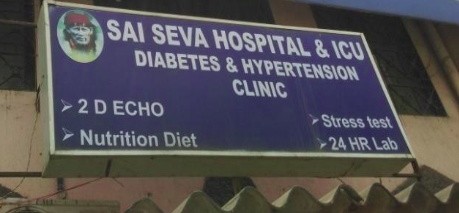 SAI SEVA HOSPITAL & ICU
DIABETES & HYPERTENSION
CLINIC
2 D ECHO
Nutrition Diet
Stress test
24 HR Lab